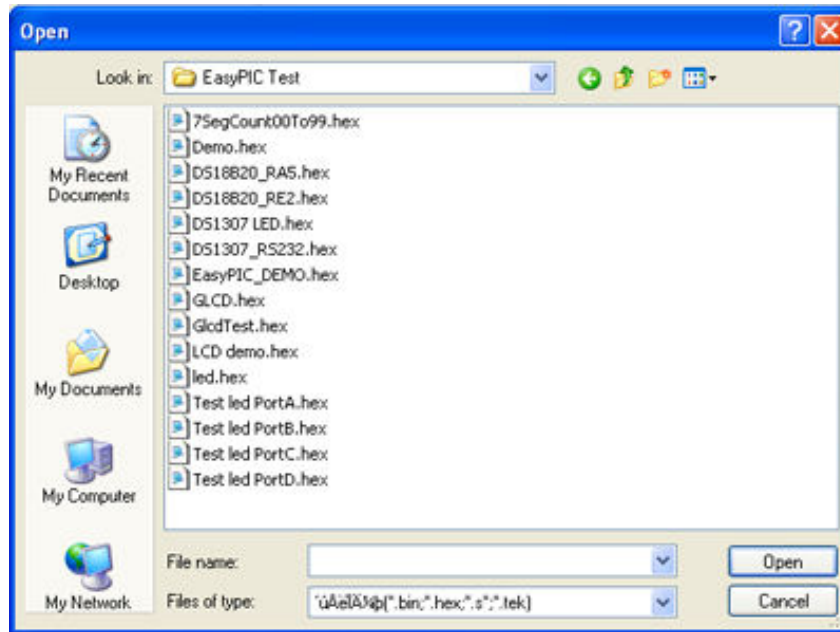 Open
Look in: EasyPIC Test
My Recent
Documents
Desktop
My Documents
My Computer
My Network
7SegCount00To99.hex
Demo.hex
DS18B20_RA5.hex
DS18B20_RE2.hex
DS1307 LED.hex
DS1307_RS232.hex
EasyPIC_DEMO.hex
GLCD.hex
GlcdTest.hex
LCD demo.hex
led.hex
Test led PortA.hex
Test led PortB.hex
Test led PortC.hex
Test led PortD.hex
File name:
Open
Files of type: (*.bin;*.hex;*.s*;*.tek)
Cancel